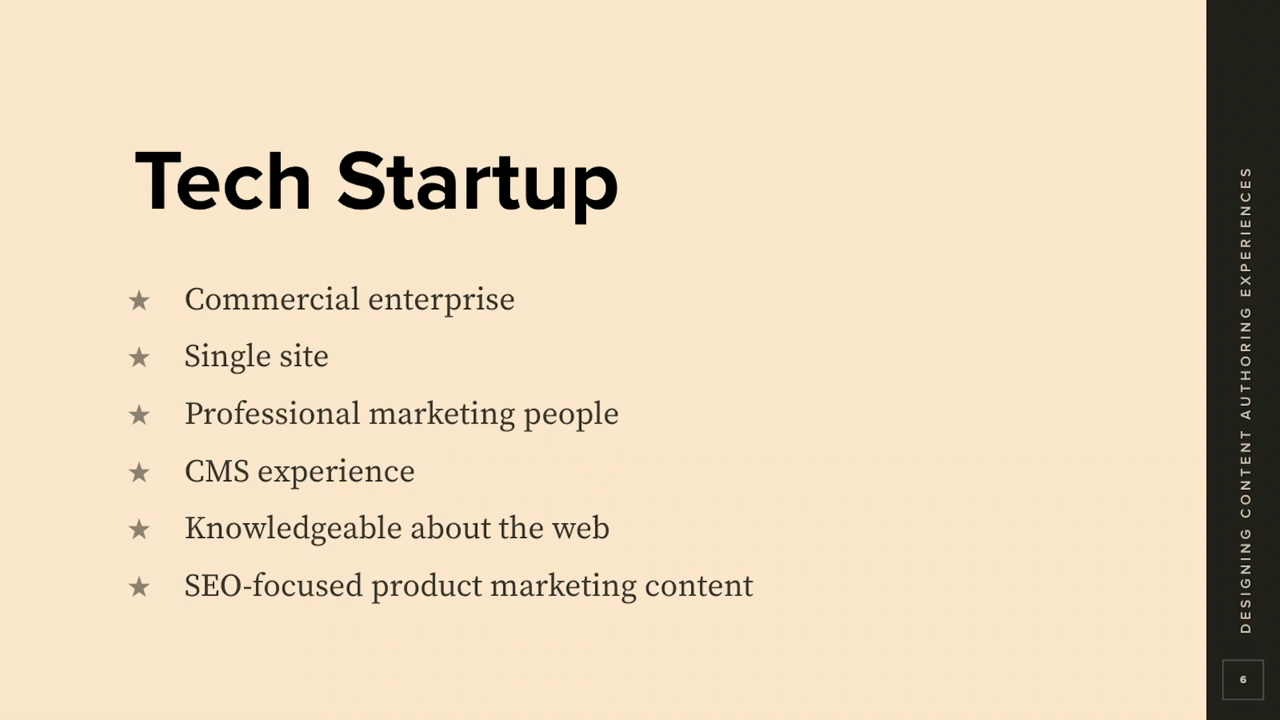 Tech Startup
★ Commercial enterprise
★ Single site
★ Professional marketing people
★ CMS experience
★ Knowledgeable about the web
★ SEO-focused product marketing content
DESIGNING CONTENT AUTHORING EXPERIENCES
6